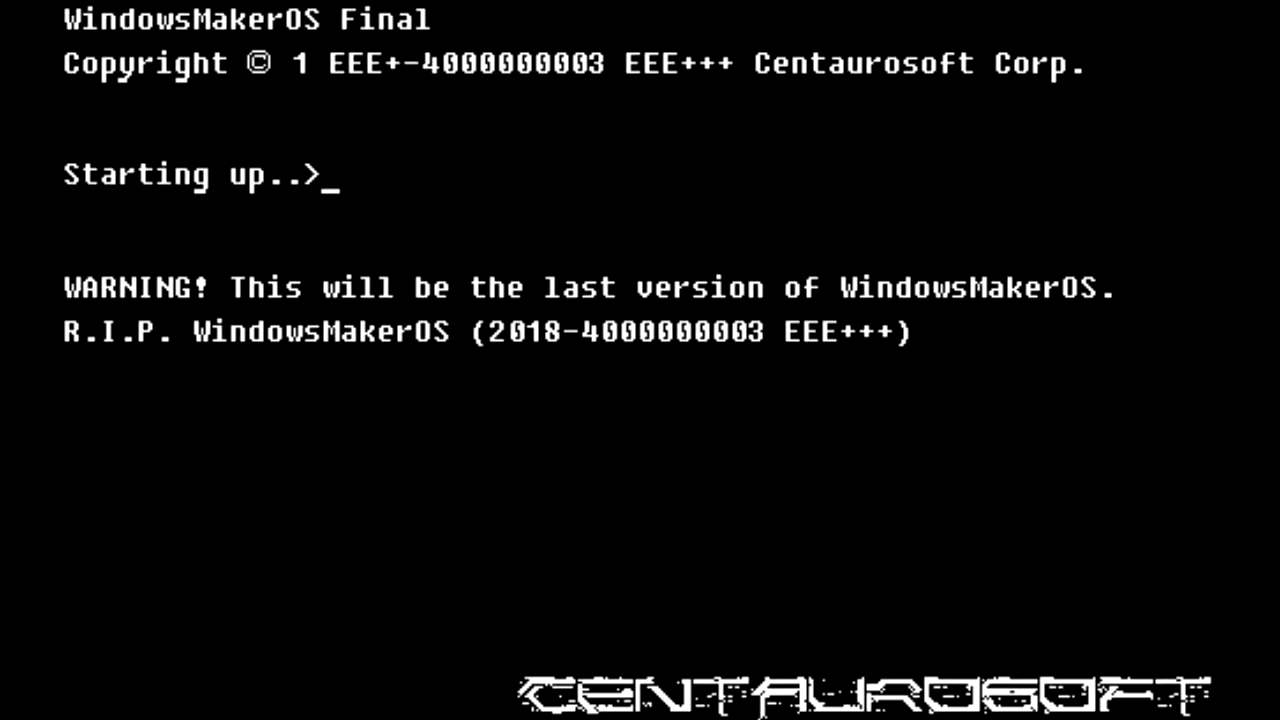 WindowsMakerOS Final
Copyright © 1 EEE+-4000000003 EEE+++ Centaurosoft Corp.
Starting up..>_
WARNING! This will be the last version of WindowsMakerOS.
R.I.P. WindowsMakerOS (2018-4000000003 EEE+++)
CENTAUROSOFT